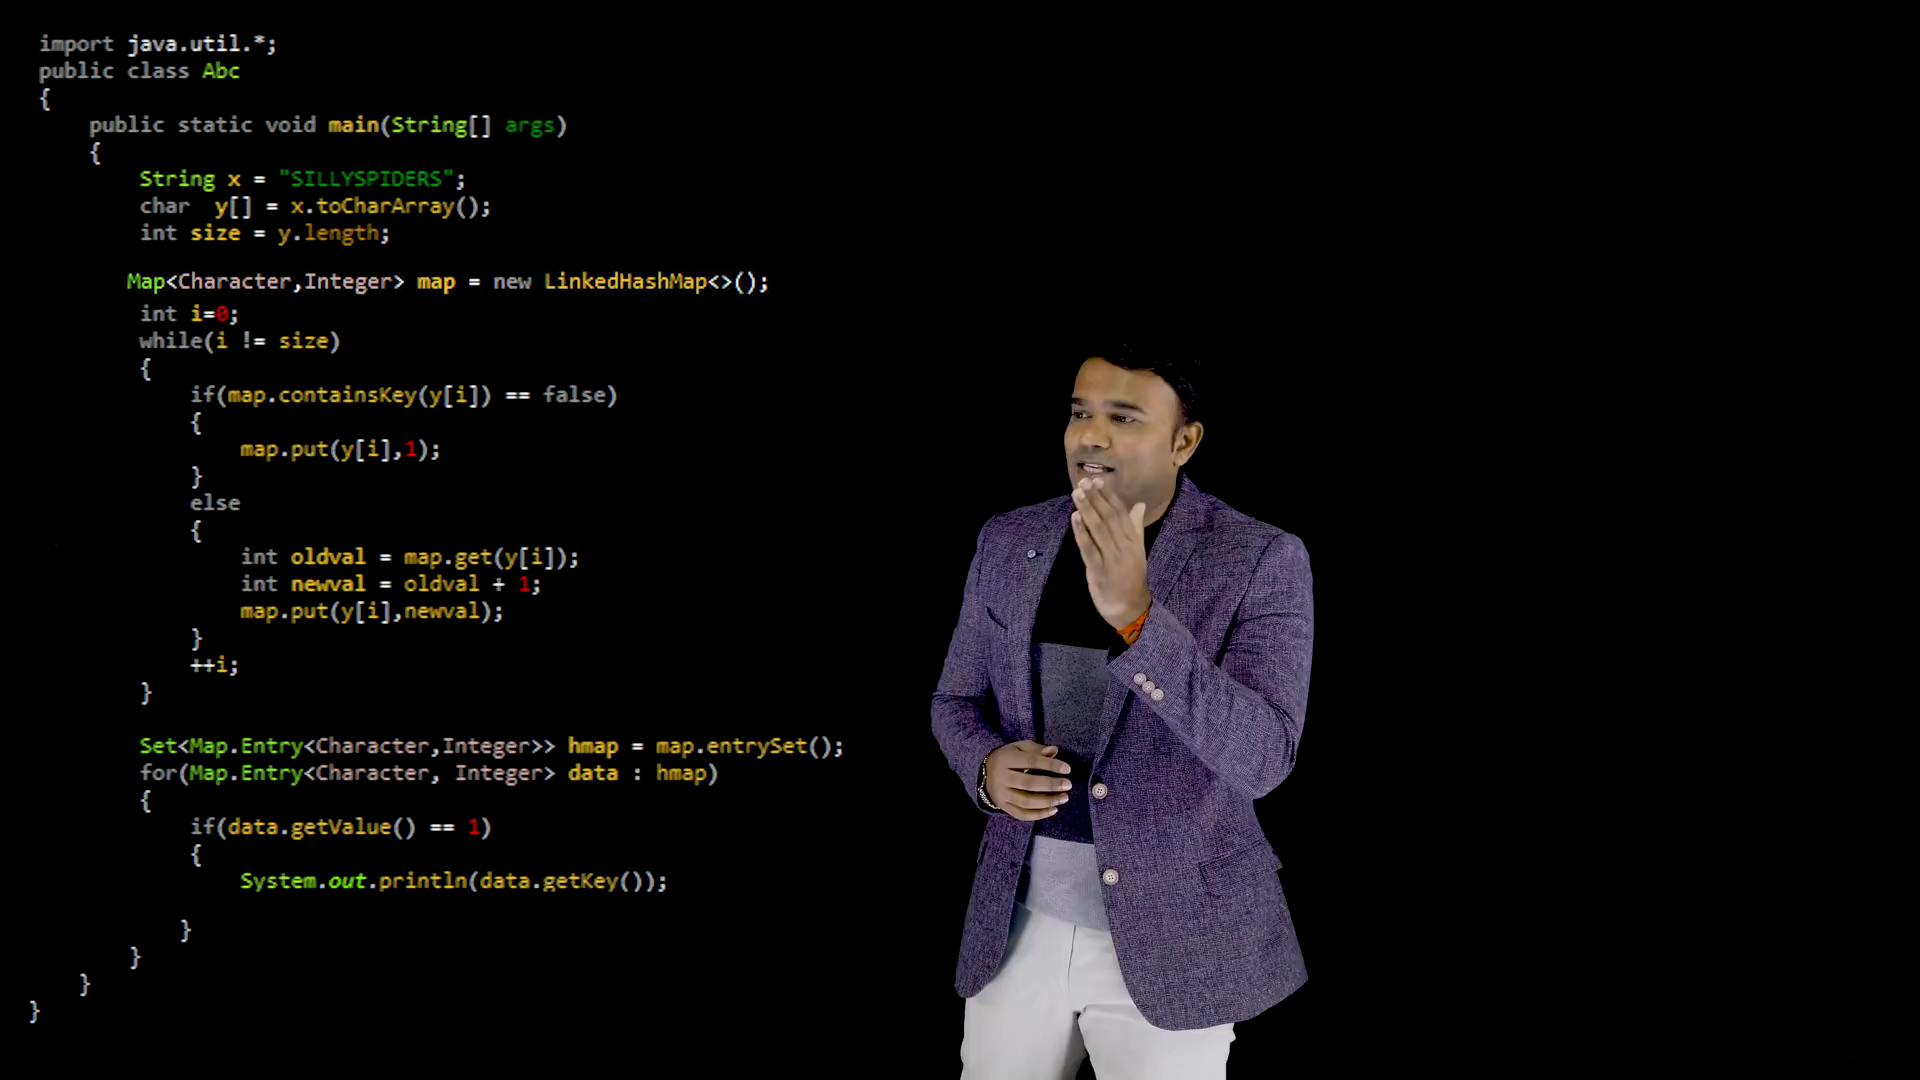 import java.util.*;
public class Abc
{
public static void main(String[] args)
{
String x = "SILLYSPIDERS";
char  y[] = x.toCharArray();
int size = y.length;
Map<Character,Integer> map = new LinkedHashMap<>();
int i=0;
while(i != size)
{
if(map.containsKey(y[i]) == false)
{
map.put(y[i],1);
}
else
{
int oldval = map.get(y[i]);
int newval = oldval + 1;
map.put(y[i],newval);
}
++i;
}
Set<Map.Entry<Character,Integer>> hmap = map.entrySet();
for(Map.Entry<Character, Integer> data : hmap)
{
if(data.getValue() == 1)
{
System.out.println(data.getKey());
}
}
}
}